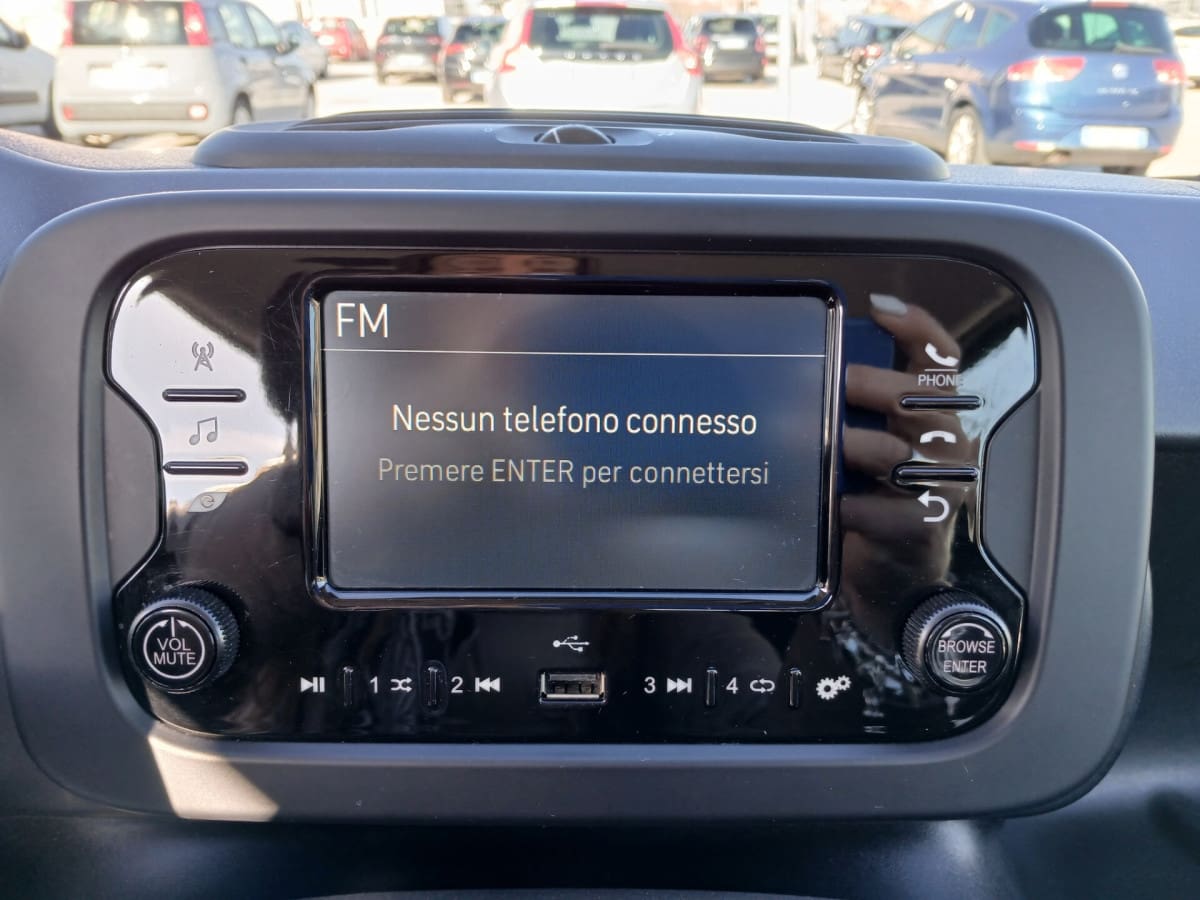 FM
Nessun telefono connesso
Premere ENTER per connettersi
PHONE
VOL
MUTE
1
2
3
4
BROWSE
ENTER